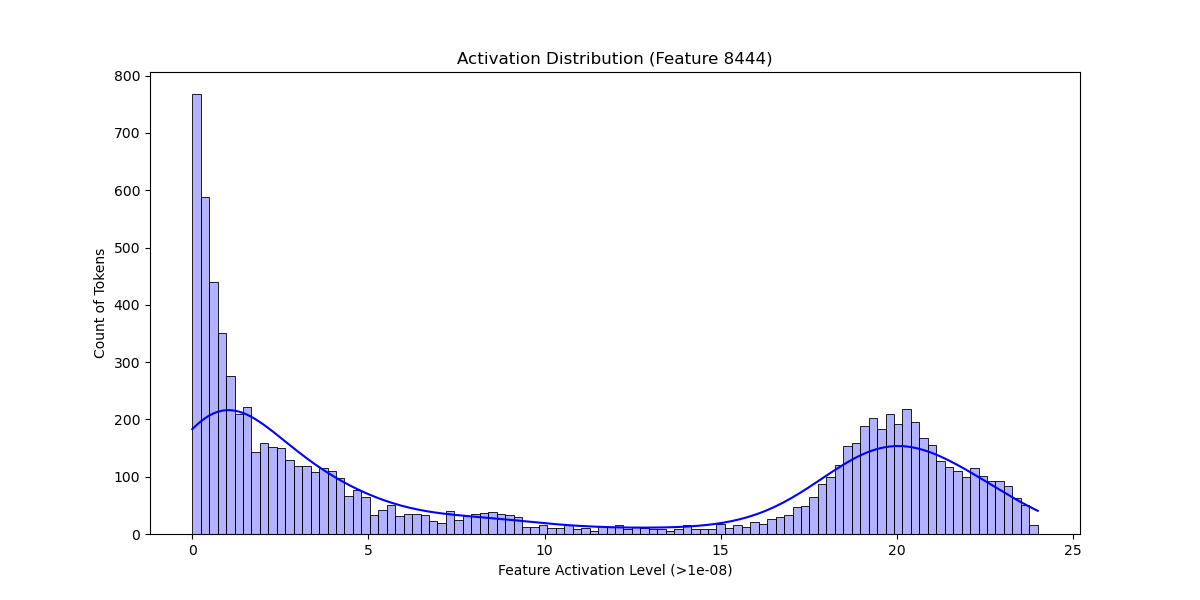 Activation Distribution (Feature 8444)
800
700
600
500
400
300
200
100
0
Count of Tokens
0 5 10 15 20 25
Feature Activation Level (>1e-08)